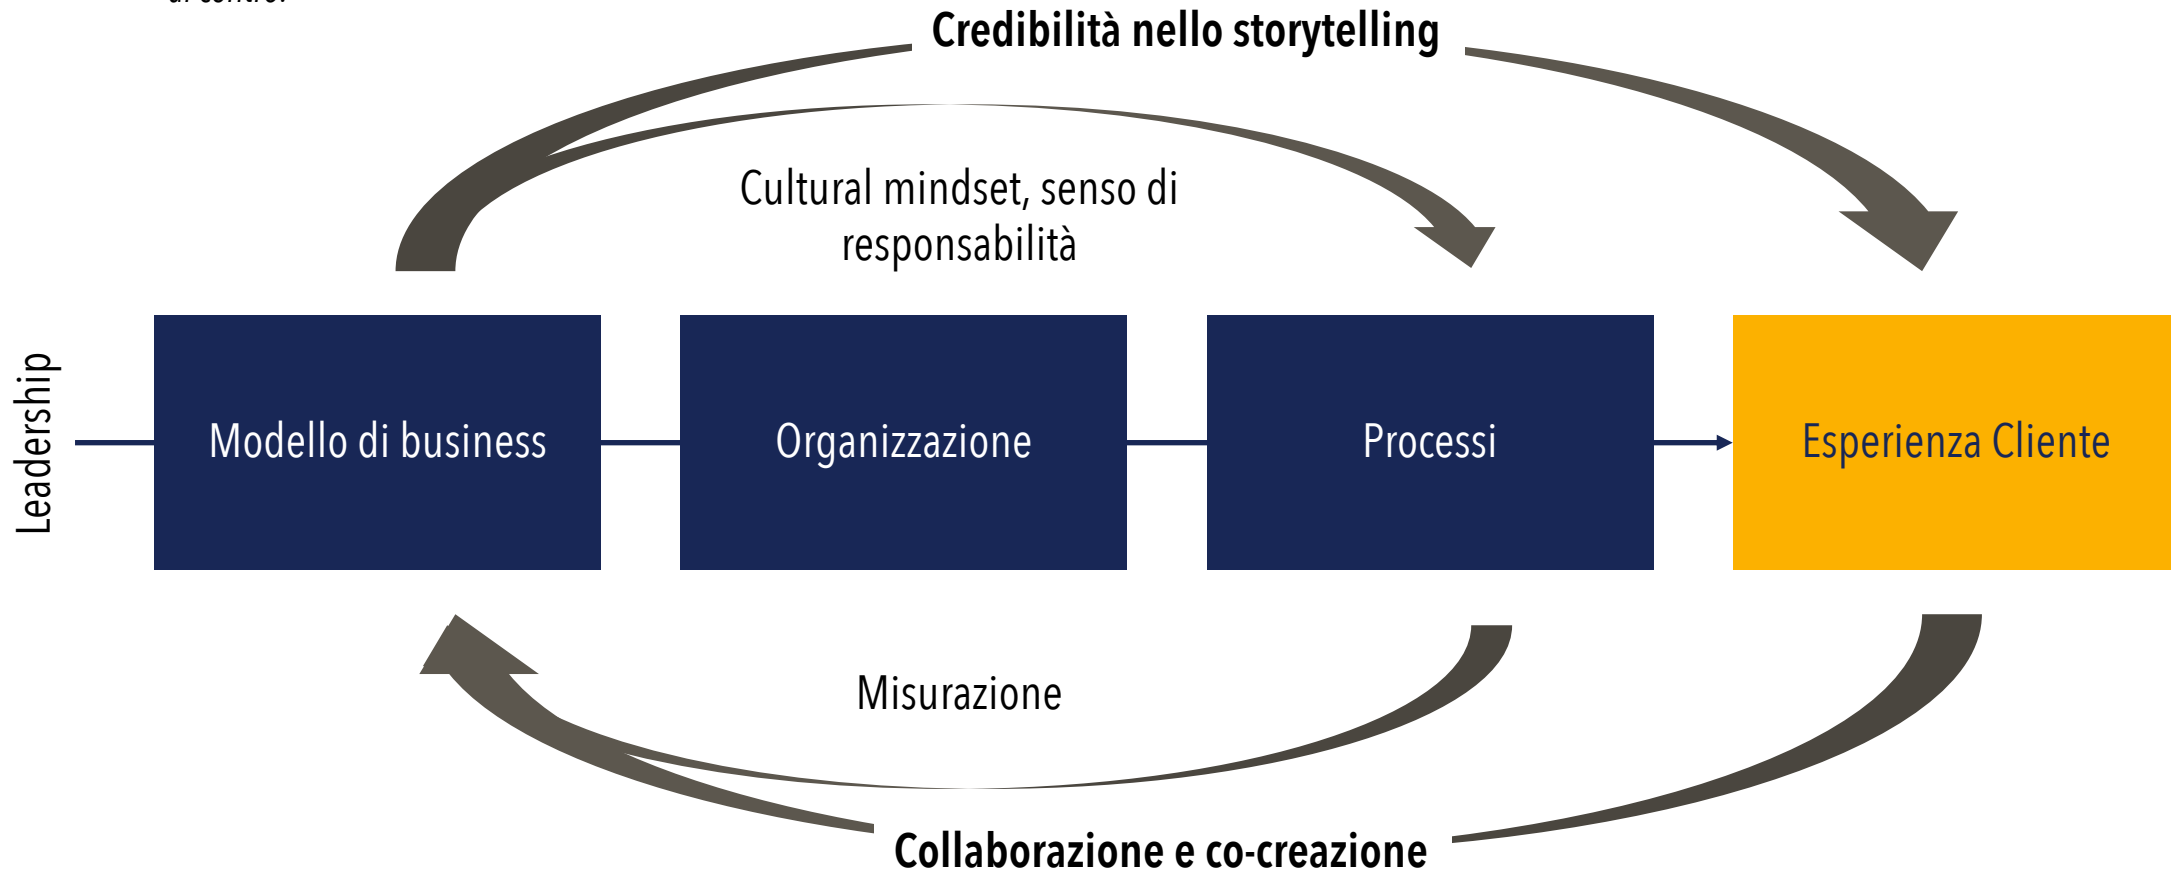 Credibilità nello storytelling
Cultural mindset, senso di
responsabilità
Leadership
Modello di business
Organizzazione
Processi
Esperienza Cliente
Misurazione
Collaborazione e co-creazione